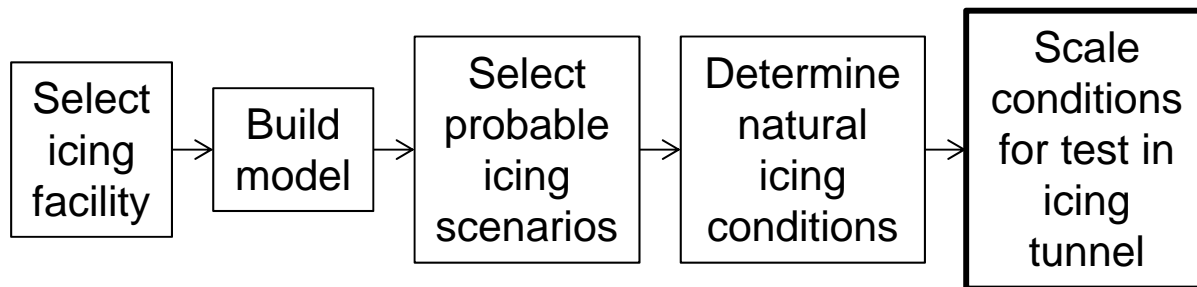 Select
icing
facility
Build
model
Select
probable
icing
scenarios
Determine
natural
icing
conditions
Scale
conditions
for test in
icing
tunnel